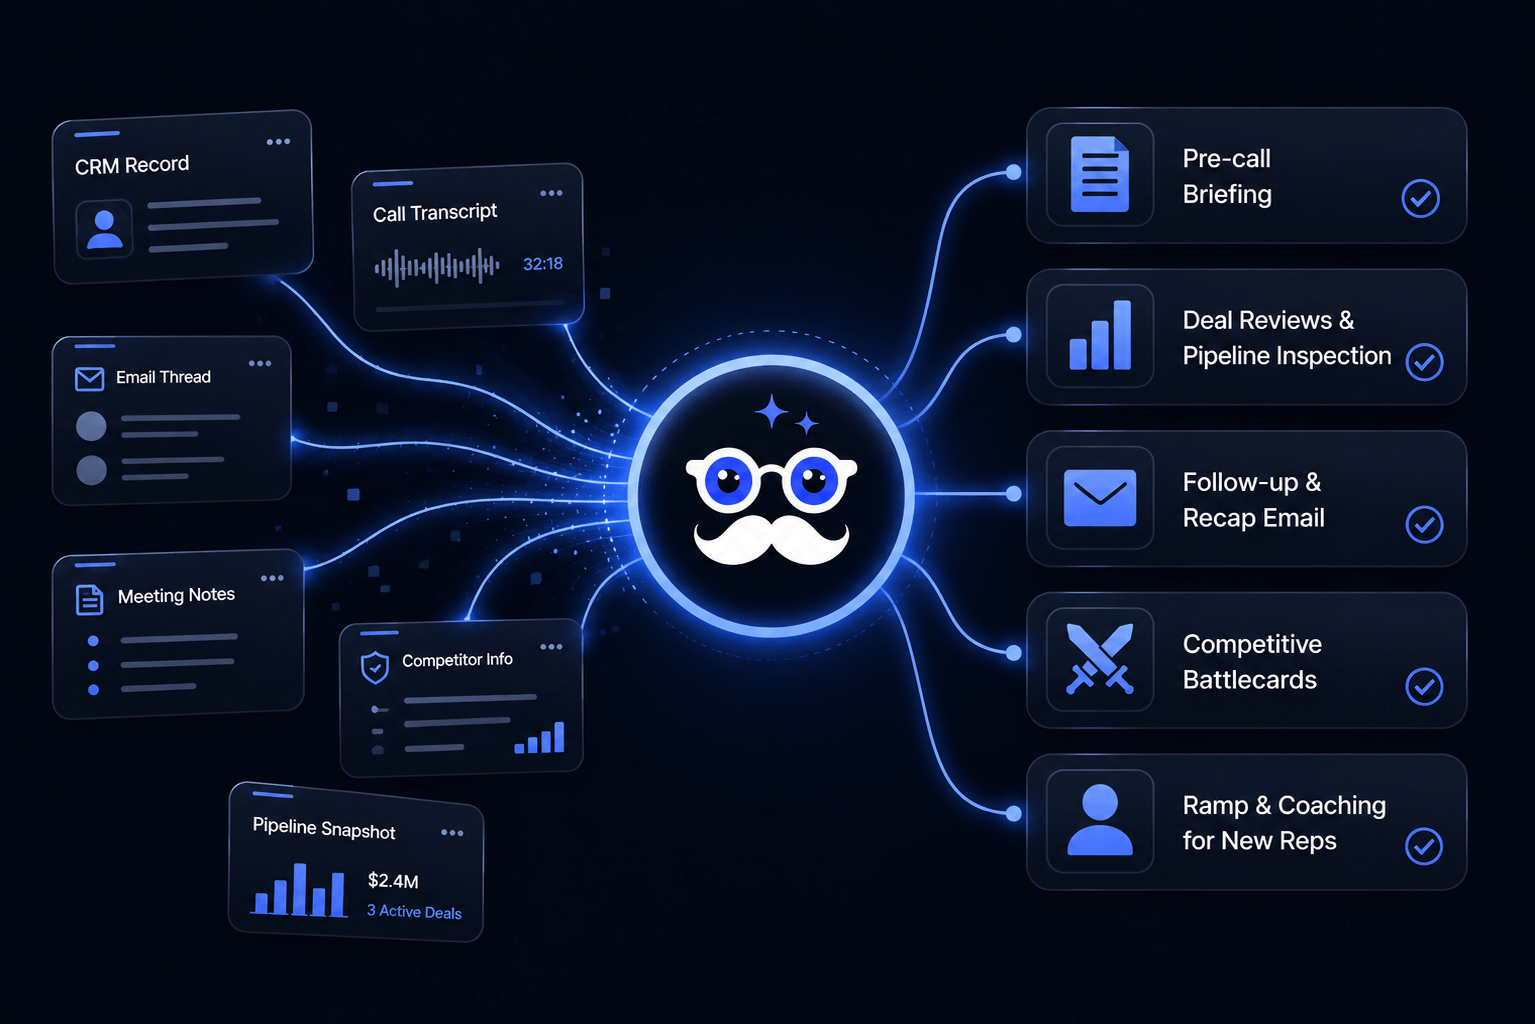 CRM Record
Call Transcript
32:18
Email Thread
Meeting Notes
Competitor Info
Pipeline Snapshot
$2.4M
3 Active Deals
Pre-call
Briefing
Deal Reviews &
Pipeline Inspection
Follow-up &
Recap Email
Competitive
Battlecards
Ramp & Coaching
for New Reps